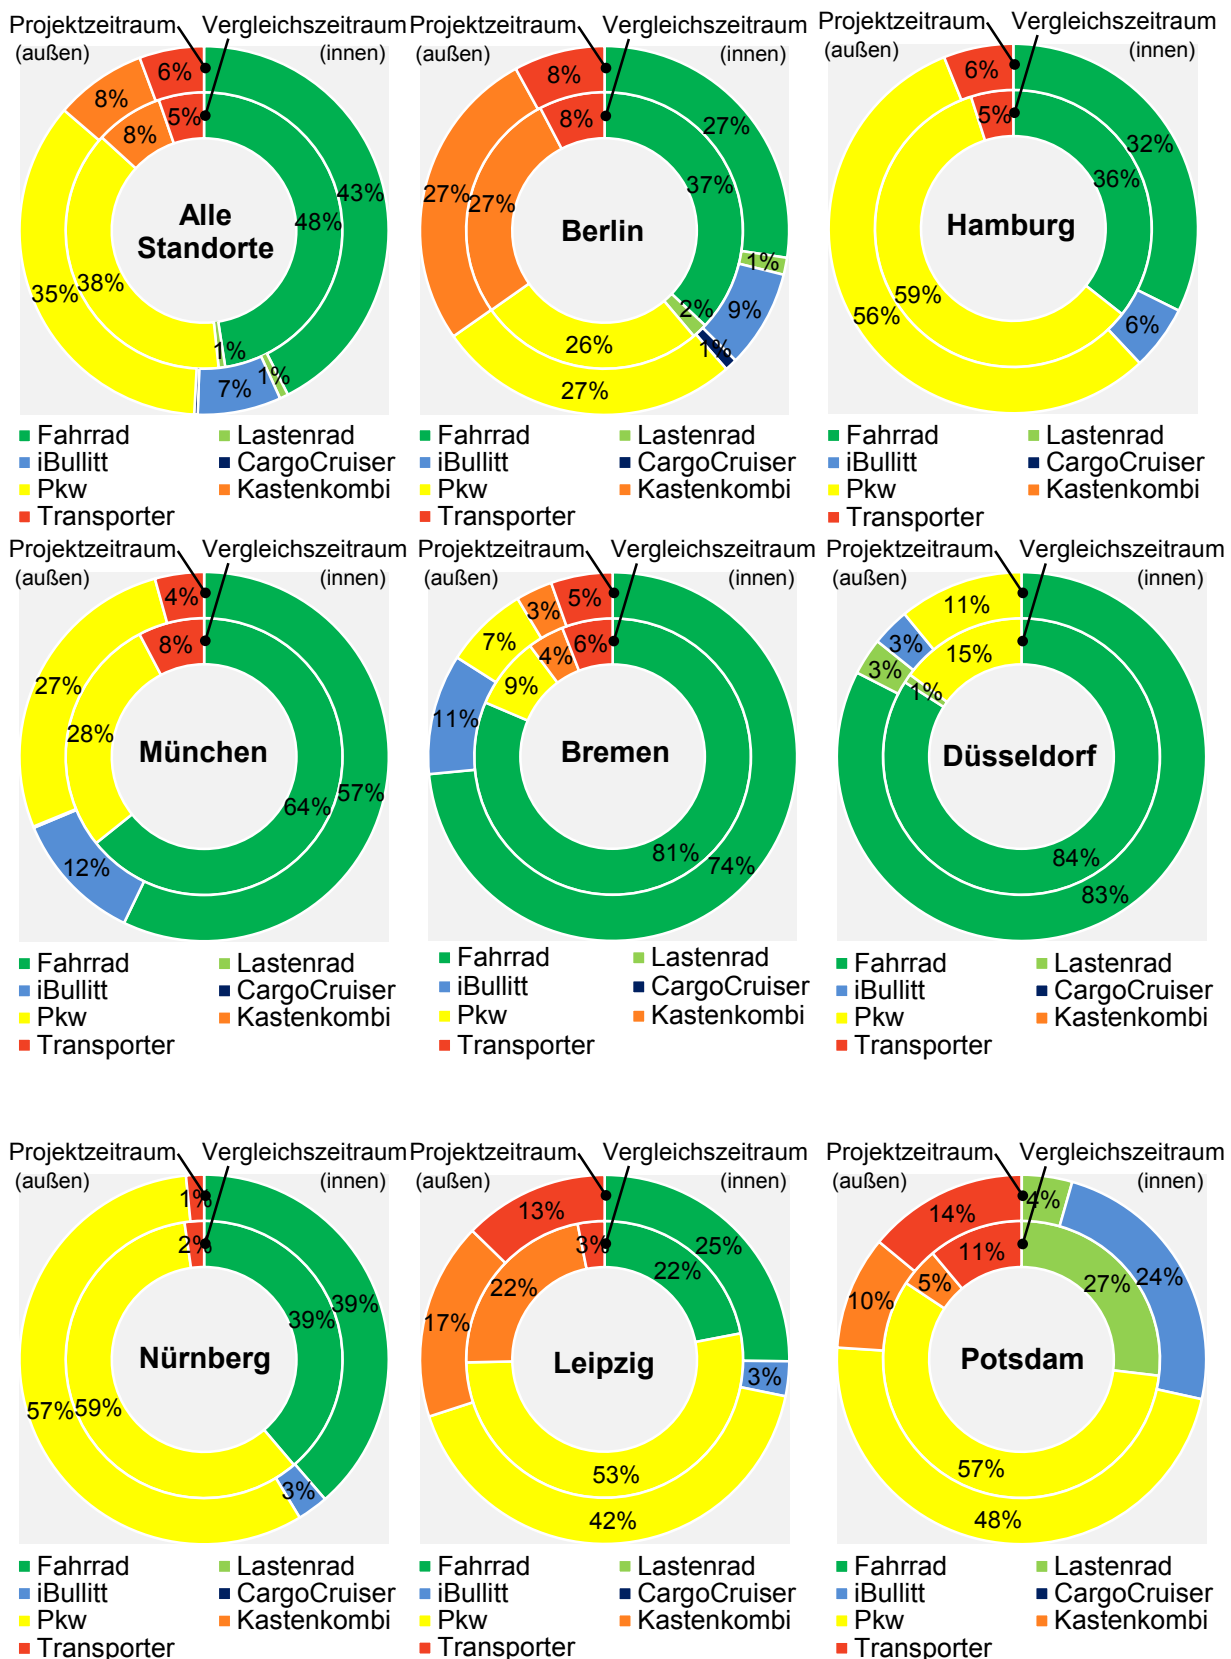 Projektzeitraum Vergleichszeitraum
(außen) (innen)
6%
5%
8%
8%
43%
48%
Alle
Standorte
35%
38%
1%
1%
7%
Fahrrad Lastenrad
iBullitt CargoCruiser
Pkw Kastenkombi
Transporter
Projektzeitraum Vergleichszeitraum
(außen) (innen)
8%
8%
27%
37%
27%
27%
Berlin
1%
2%
9%
1%
26%
27%
Fahrrad Lastenrad
iBullitt CargoCruiser
Pkw Kastenkombi
Transporter
Projektzeitraum Vergleichszeitraum
(außen) (innen)
6%
5%
32%
36%
Hamburg
59%
56%
6%
Fahrrad Lastenrad
iBullitt CargoCruiser
Pkw Kastenkombi
Transporter
Projektzeitraum Vergleichszeitraum
(außen) (innen)
4%
8%
27%
28%
München
64%
57%
12%
Fahrrad Lastenrad
iBullitt CargoCruiser
Pkw Kastenkombi
Transporter
Projektzeitraum Vergleichszeitraum
(außen) (innen)
3%
5%
7%
4%
6%
9%
11%
Bremen
81%
74%
Fahrrad Lastenrad
iBullitt CargoCruiser
Pkw Kastenkombi
Transporter
Projektzeitraum Vergleichszeitraum
(außen) (innen)
11%
3%
15%
3%
1%
Düsseldorf
84%
83%
Fahrrad Lastenrad
iBullitt CargoCruiser
Pkw Kastenkombi
Transporter
Projektzeitraum Vergleichszeitraum
(außen) (innen)
1%
2%
39%
39%
Nürnberg
57%
59%
3%
Fahrrad Lastenrad
iBullitt CargoCruiser
Pkw Kastenkombi
Transporter
Projektzeitraum Vergleichszeitraum
(außen) (innen)
13%
3%
25%
22%
22%
17%
Leipzig
3%
53%
42%
Fahrrad Lastenrad
iBullitt CargoCruiser
Pkw Kastenkombi
Transporter
Projektzeitraum Vergleichszeitraum
(außen) (innen)
4%
14%
11%
24%
5%
27%
10%
Potsdam
57%
48%
Fahrrad Lastenrad
iBullitt CargoCruiser
Pkw Kastenkombi
Transporter